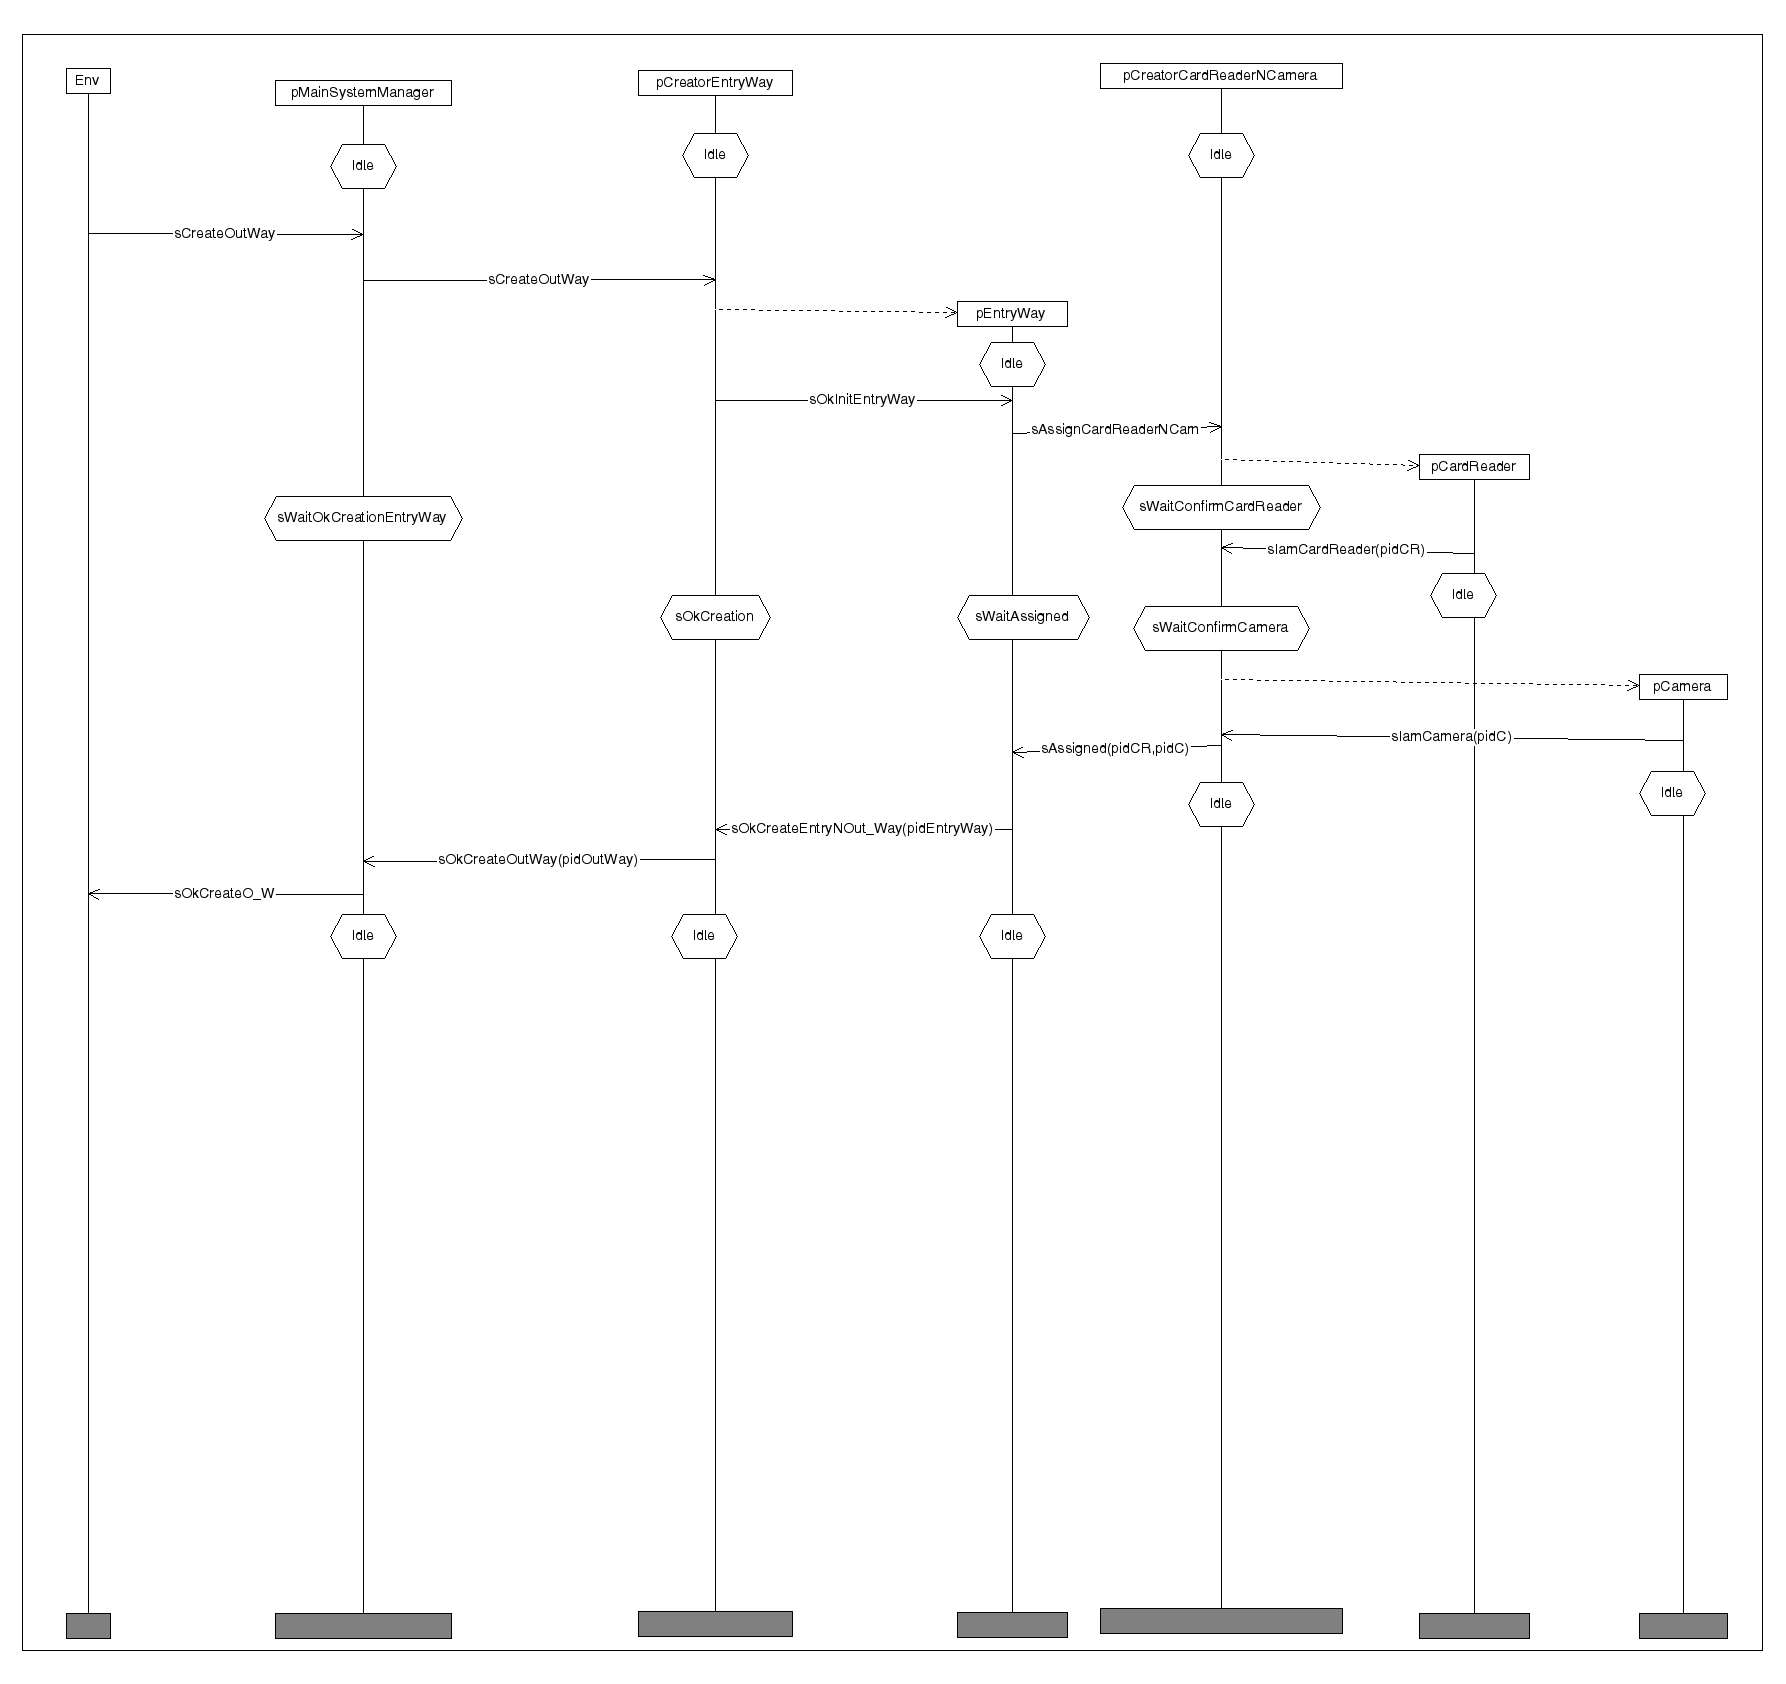 Env
pMainSystemManager
pCreatorEntryWay
pCreatorCardReaderNCamera
Idle
Idle
Idle
sCreateOutWay
sCreateOutWay
pEntryWay
Idle
sOkInitEntryWay
sAssignCardReaderNCam
pCardReader
sWaitOkCreationEntryWay
sWaitConfirmCardReader
sIamCardReader(pidCR)
Idle
sOkCreation
sWaitAssigned
sWaitConfirmCamera
pCamera
sIamCamera(pidC)
sAssigned(pidCR,pidC)
Idle
Idle
sOkCreateEntryNOut_Way(pidEntryWay)
sOkCreateOutWay(pidOutWay)
sOkCreateO_W
Idle
Idle
Idle